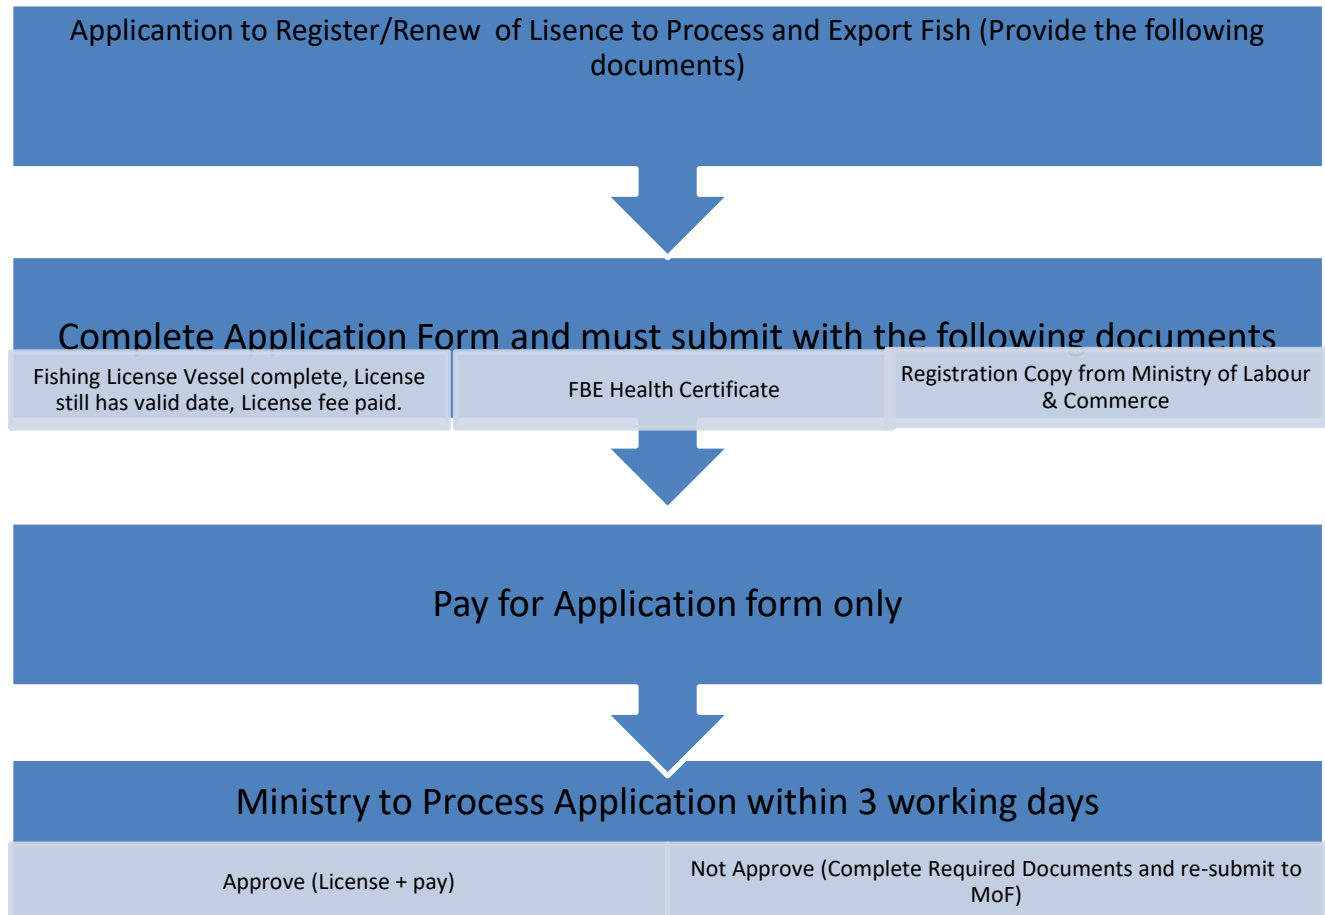 Applicantion to Register/Renew of Lisence to Process and Export Fish (Provide the following
documents)
Complete Application Form and must submit with the following documents
Fishing License Vessel complete, License
still has valid date, License fee paid.
FBE Health Certificate
Registration Copy from Ministry of Labour
& Commerce
Pay for Application form only
Ministry to Process Application within 3 working days
Approve (License + pay)
Not Approve (Complete Required Documents and re-submit to
MoF)